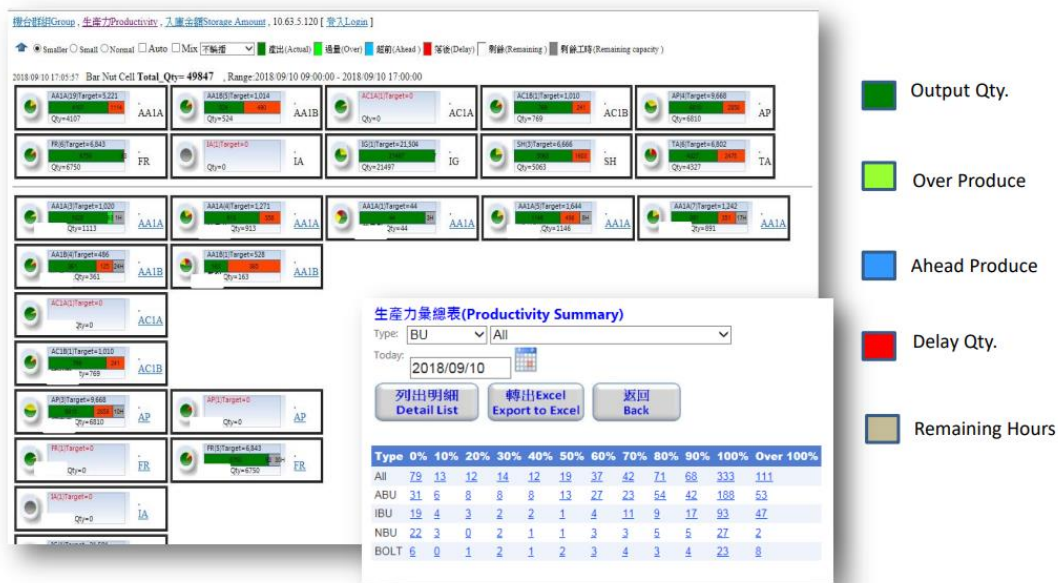 機台群組Group , 生產力Productivity , 入庫金額Storage Amount , 10.63.5.120 [ 登入Login ]
Smaller Small Normal Auto Mix 不輪播 產出(Actual) 過量(Over) 超前(Ahead ) 落後(Delay) 剩餘(Remaining ) 剩餘工時(Remaining capacity )
2018/09/10 17:05:57 Bar Nut Cell Total_Qty= 49847 , Range:2018/09/10 09:00:00 - 2018/09/10 17:00:00
AA1A(19)Target=5,221 AA1B(5)Target=1,014 AC1A(1)Target=0 AC1B(1)Target=1,010 AP(4)Target=9,668
AA1A AA1B AC1A AC1B AP
Qty=4107 Qty=524 Qty=0 Qty=769 Qty=6810
FR(6)Target=6,843 IA(1)Target=0 IG(1)Target=21,504 SH(3)Target=6,666 TA(6)Target=6,802
FR IA IG SH TA
Qty=6750 Qty=0 Qty=21497 Qty=5063 Qty=4327
AA1A(3)Target=1,020 AA1A(4)Target=1,271 AA1A(1)Target=44 AA1A(5)Target=1,644 AA1A(7)Target=1,242
AA1A AA1A AA1A AA1A AA1A
Qty=1113 Qty=913 Qty=44 Qty=1146 Qty=891
AA1B(4)Target=486 AA1B(1)Target=528
AA1B AA1B
Qty=361 Qty=163
AC1A(1)Target=0
AC1A
Qty=0
AC1B(1)Target=1,010
AC1B
ty=769
AP(3)Target=9,668 AP(1)Target=0
AP AP
Qty=6810 Qty=0
FR(1)Target=0 FR(5)Target=6,843
FR FR
Qty=0 Qty=6750
IA(1)Target=0
IA
Qty=0
生產力彙總表(Productivity Summary)
Type: BU All
Today:
2018/09/10
列出明細 轉出Excel 返回
Detail List Export to Excel Back
Type 0% 10% 20% 30% 40% 50% 60% 70% 80% 90% 100% Over 100%
All 79 13 12 14 12 19 37 42 71 68 333 111
ABU 31 6 8 8 8 13 27 23 54 42 188 53
IBU 19 4 3 2 2 1 4 11 9 17 93 47
NBU 22 3 0 2 1 1 3 3 5 5 27 2
BOLT 6 0 1 2 1 2 3 4 3 4 23 8
Output Qty.
Over Produce
Ahead Produce
Delay Qty.
Remaining Hours